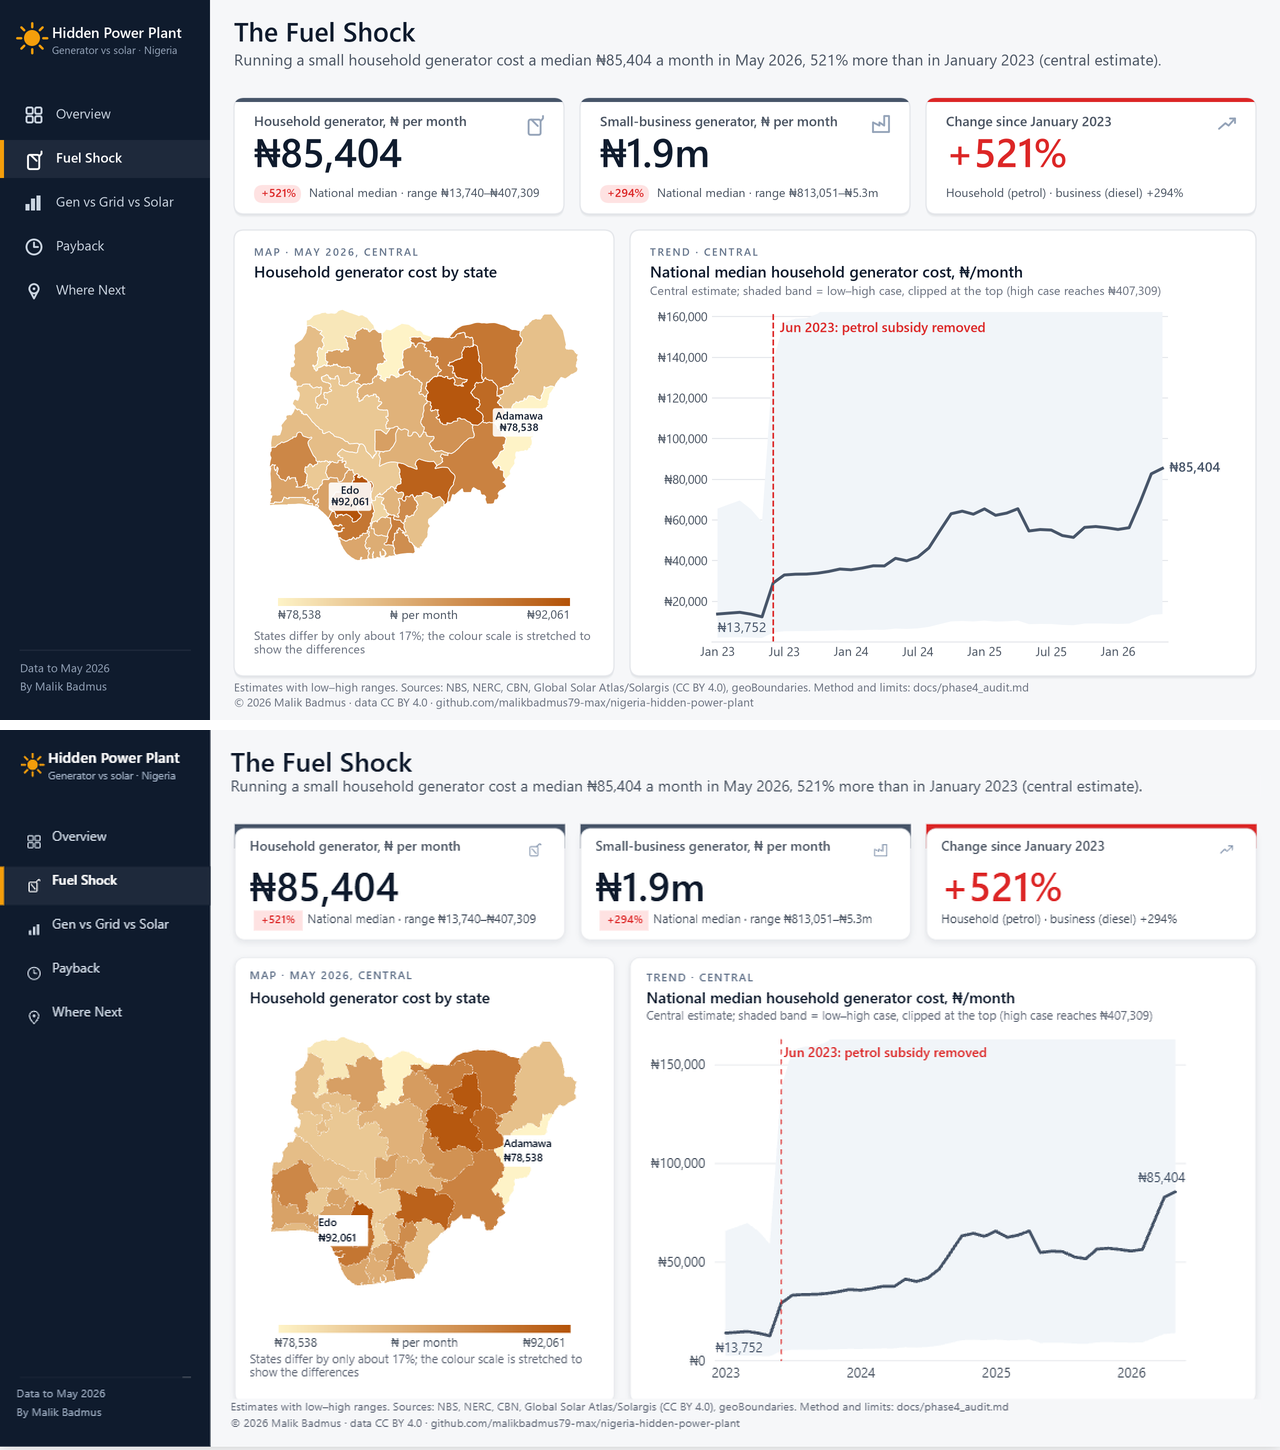 Hidden Power Plant
Generator vs solar · Nigeria
Overview
Fuel Shock
Gen vs Grid vs Solar
Payback
Where Next
Data to May 2026
By Malik Badmus
The Fuel Shock
Running a small household generator cost a median ₦85,404 a month in May 2026, 521% more than in January 2023 (central estimate).
Household generator, ₦ per month
₦85,404
+521% National median · range ₦13,740–₦407,309
Small-business generator, ₦ per month
₦1.9m
+294% National median · range ₦813,051–₦5.3m
Change since January 2023
+521%
Household (petrol) · business (diesel) +294%
MAP · MAY 2026, CENTRAL
Household generator cost by state
Adamawa
₦78,538
Edo
₦92,061
₦78,538 ₦ per month ₦92,061
States differ by only about 17%; the colour scale is stretched to
show the differences
TREND · CENTRAL
National median household generator cost, ₦/month
Central estimate; shaded band = low–high case, clipped at the top (high case reaches ₦407,309)
₦160,000
Jun 2023: petrol subsidy removed
₦140,000
₦120,000
₦100,000
₦80,000
₦85,404
₦60,000
₦40,000
₦20,000
₦13,752
Jan 23 Jul 23 Jan 24 Jul 24 Jan 25 Jul 25 Jan 26
Estimates with low–high ranges. Sources: NBS, NERC, CBN, Global Solar Atlas/Solargis (CC BY 4.0), geoBoundaries. Method and limits: docs/phase4_audit.md
© 2026 Malik Badmus · data CC BY 4.0 · github.com/malikbadmus79-max/nigeria-hidden-power-plant
Hidden Power Plant
Generator vs solar · Nigeria
Overview
Fuel Shock
Gen vs Grid vs Solar
Payback
Where Next
Data to May 2026
By Malik Badmus
The Fuel Shock
Running a small household generator cost a median ₦85,404 a month in May 2026, 521% more than in January 2023 (central estimate).
Household generator, ₦ per month
₦85,404
+521% National median · range ₦13,740–₦407,309
Small-business generator, ₦ per month
₦1.9m
+294% National median · range ₦813,051–₦5.3m
Change since January 2023
+521%
Household (petrol) · business (diesel) +294%
MAP · MAY 2026, CENTRAL
Household generator cost by state
Adamawa
₦78,538
Edo
₦92,061
₦78,538 ₦ per month ₦92,061
States differ by only about 17%; the colour scale is stretched to
show the differences
TREND · CENTRAL
National median household generator cost, ₦/month
Central estimate; shaded band = low–high case, clipped at the top (high case reaches ₦407,309)
Jun 2023: petrol subsidy removed
₦150,000
₦100,000
₦85,404
₦50,000
₦13,752
₦0
2023 2024 2025 2026
Estimates with low–high ranges. Sources: NBS, NERC, CBN, Global Solar Atlas/Solargis (CC BY 4.0), geoBoundaries. Method and limits: docs/phase4_audit.md
© 2026 Malik Badmus · data CC BY 4.0 · github.com/malikbadmus79-max/nigeria-hidden-power-plant